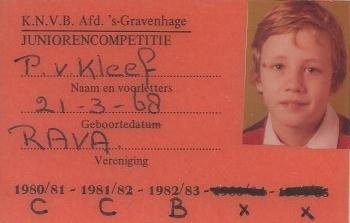 K.N.V.B. Afd. 's-Gravenhage
JUNIORENCOMPETITIE
P. v Kleef
Naam en voorletters
21-3-68
Geboortedatum
RAVA.
Vereniging
1980/81 - 1981/82 - 1982/83 -
C C B x x